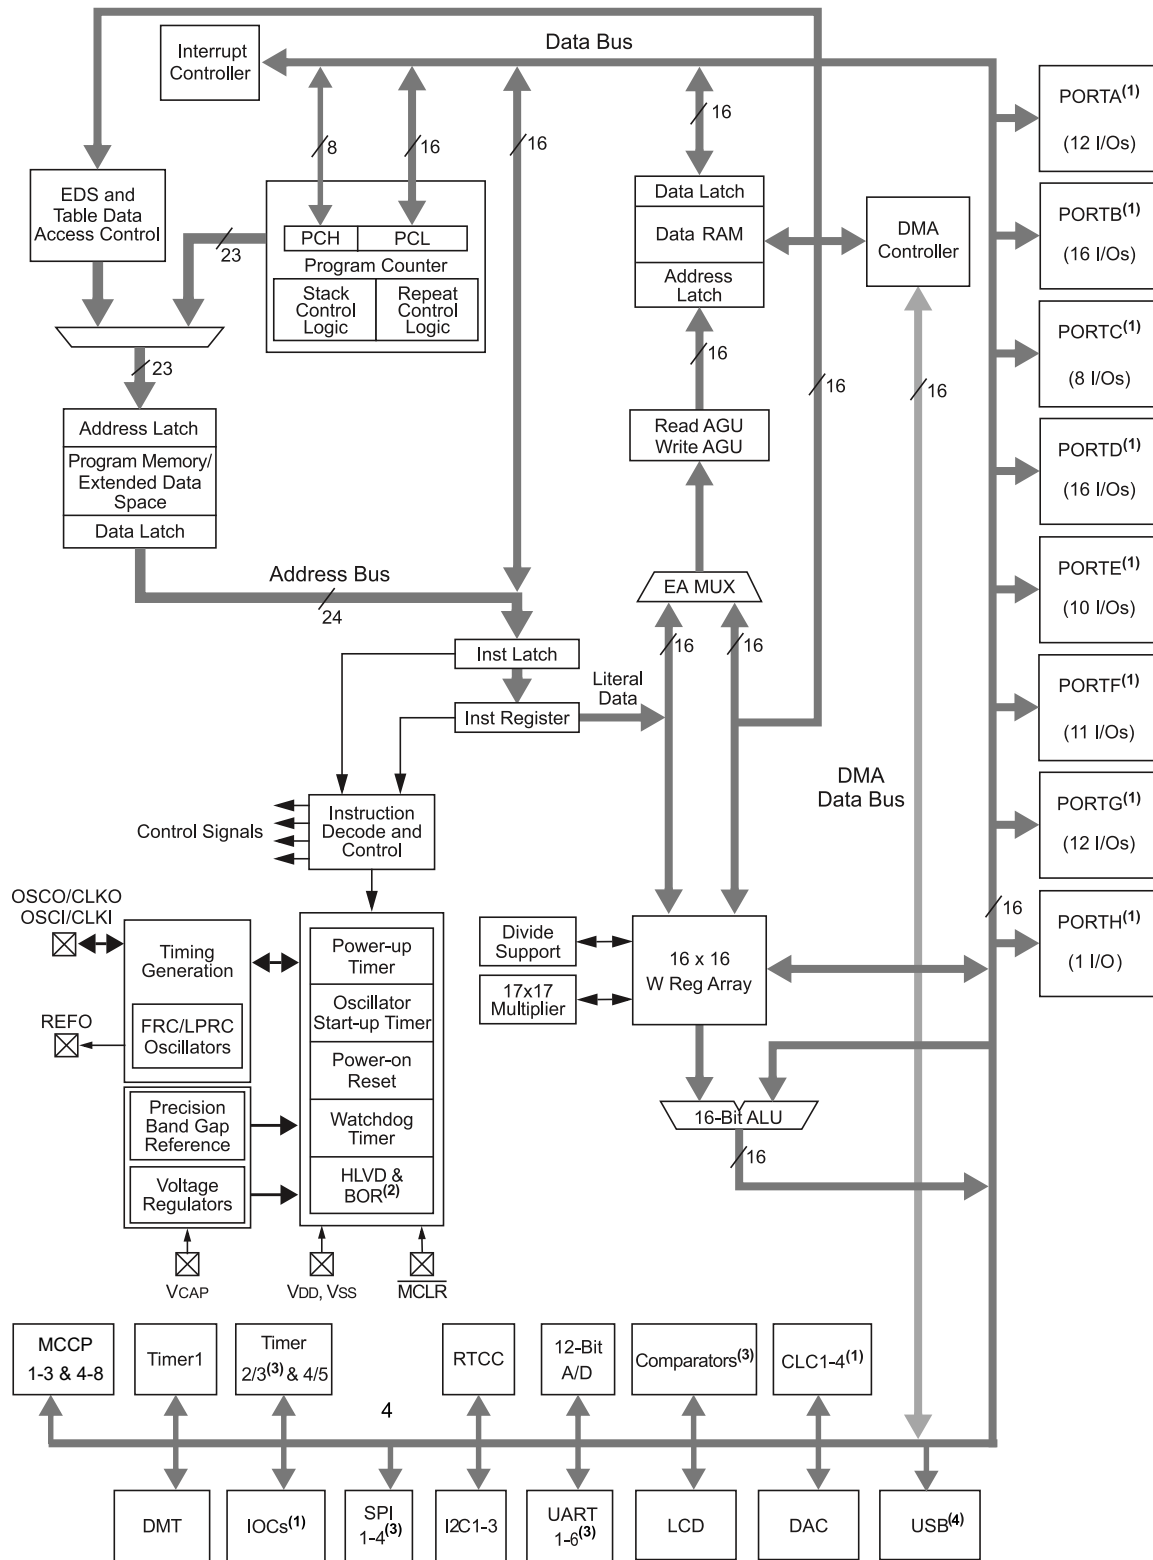 Data Bus
Interrupt
Controller
8
16
16
16
PORTA(1)
(12 I/Os)
EDS and
Table Data
Access Control
23
PCH
PCL
Program Counter
Stack
Control
Logic
Repeat
Control
Logic
Data Latch
Data RAM
Address
Latch
DMA
Controller
PORTB(1)
(16 I/Os)
23
16
16
16
PORTC(1)
(8 I/Os)
Address Latch
Program Memory/
Extended Data
Space
Data Latch
Read AGU
Write AGU
PORTD(1)
(16 I/Os)
Address Bus
24
EA MUX
16
16
PORTE(1)
(10 I/Os)
Inst Latch
Inst Register
Literal
Data
PORTF(1)
(11 I/Os)
DMA
Data Bus
Control Signals
Instruction
Decode and
Control
PORTG(1)
(12 I/Os)
16
PORTH(1)
(1 I/O)
OSCO/CLKO
OSCI/CLKI
Timing
Generation
REFO
FRC/LPRC
Oscillators
Precision
Band Gap
Reference
Voltage
Regulators
Power-up
Timer
Oscillator
Start-up Timer
Power-on
Reset
Watchdog
Timer
HLVD &
BOR(2)
Divide
Support
17x17
Multiplier
16 x 16
W Reg Array
16-Bit ALU
16
VCAP
VDD, VSS
MCLR
MCCP
1-3 & 4-8
Timer1
Timer
2/3(3) & 4/5
RTCC
12-Bit
A/D
Comparators(3)
CLC1-4(1)
4
DMT
IOCs(1)
SPI
1-4(3)
I2C1-3
UART
1-6(3)
LCD
DAC
USB(4)